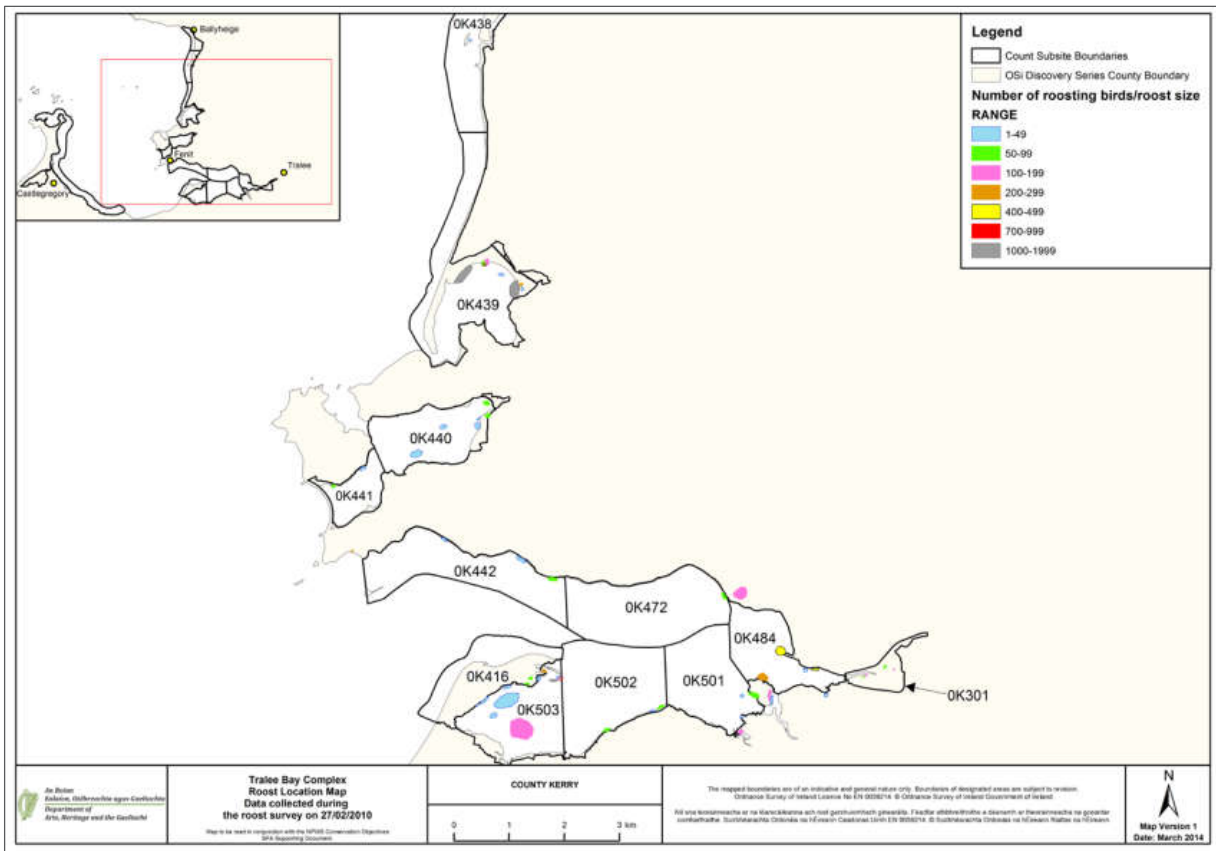 Ballyheige
Fenit
Tralee
Castlegregory
0K438
Legend
Count Subsite Boundaries
OSi Discovery Series County Boundary
Number of roosting birds/roost size
RANGE
1-49
50-99
100-199
200-299
400-499
700-999
1000-1999
0K439
0K440
0K441
0K442
0K472
0K484
0K416
0K502
0K501
0K503
0K301
An Roinn
Ealaíon, Oidhreachta agus Gaeltachta
Department of
Arts, Heritage and the Gaeltacht
Tralee Bay Complex
Roost Location Map
Data collected during
the roost survey on 27/02/2010
Map to be read in conjunction with the NPWS Conservation Objectives
SPA Supporting Document
COUNTY KERRY
0 1 2 3 km
The mapped boundaries are of an indicative and general nature only. Boundaries of designated areas are subject to revision.
Ordnance Survey of Ireland Licence No EN 0059214. © Ordnance Survey of Ireland Government of Ireland
N
Map Version 1
Date: March 2014